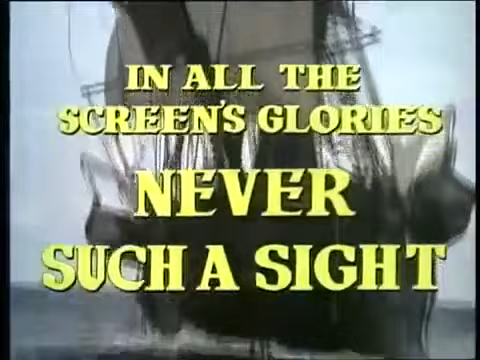 IN ALL THE
SCREEN'S GLORIES
NEVER
SUCH A SIGHT